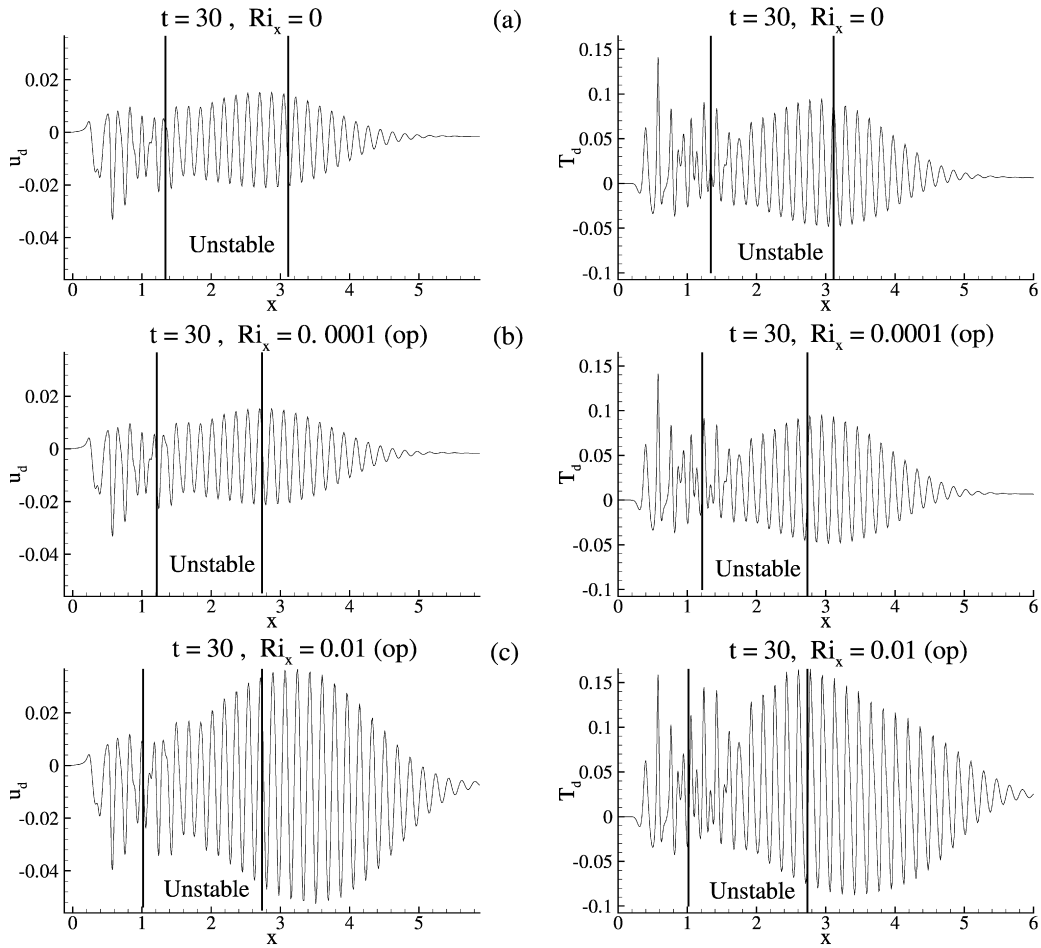 t = 30 , Ri_x = 0
(a)
t = 30, Ri_x = 0
0.02
0
-0.02
-0.04
u_d
Unstable
0 1 2 3 4 5
x
0.15
0.1
0.05
0
-0.05
-0.1
T_d
Unstable
0 1 2 3 4 5 6
x
t = 30 , Ri_x = 0. 0001 (op)
(b)
t = 30, Ri_x = 0.0001 (op)
0.02
0
-0.02
-0.04
u_d
Unstable
0 1 2 3 4 5
x
0.15
0.1
0.05
0
-0.05
-0.1
T_d
Unstable
0 1 2 3 4 5 6
x
t = 30 , Ri_x = 0.01 (op)
(c)
t = 30, Ri_x = 0.01 (op)
0.02
0
-0.02
-0.04
u_d
Unstable
0 1 2 3 4 5
x
0.15
0.1
0.05
0
-0.05
-0.1
T_d
Unstable
0 1 2 3 4 5 6
x